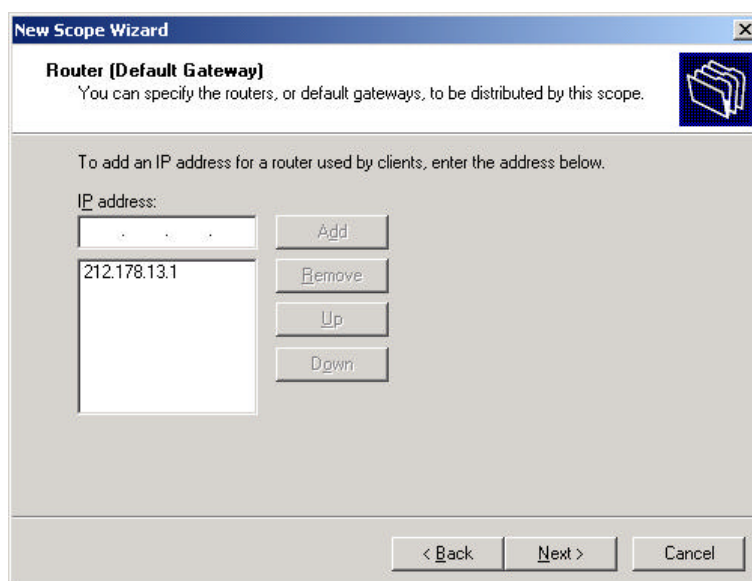 New Scope Wizard
Router (Default Gateway)
You can specify the routers, or default gateways, to be distributed by this scope.
To add an IP address for a router used by clients, enter the address below.
IP address:
. . .
Add
212.178.13.1
Remove
Up
Down
< Back
Next >
Cancel